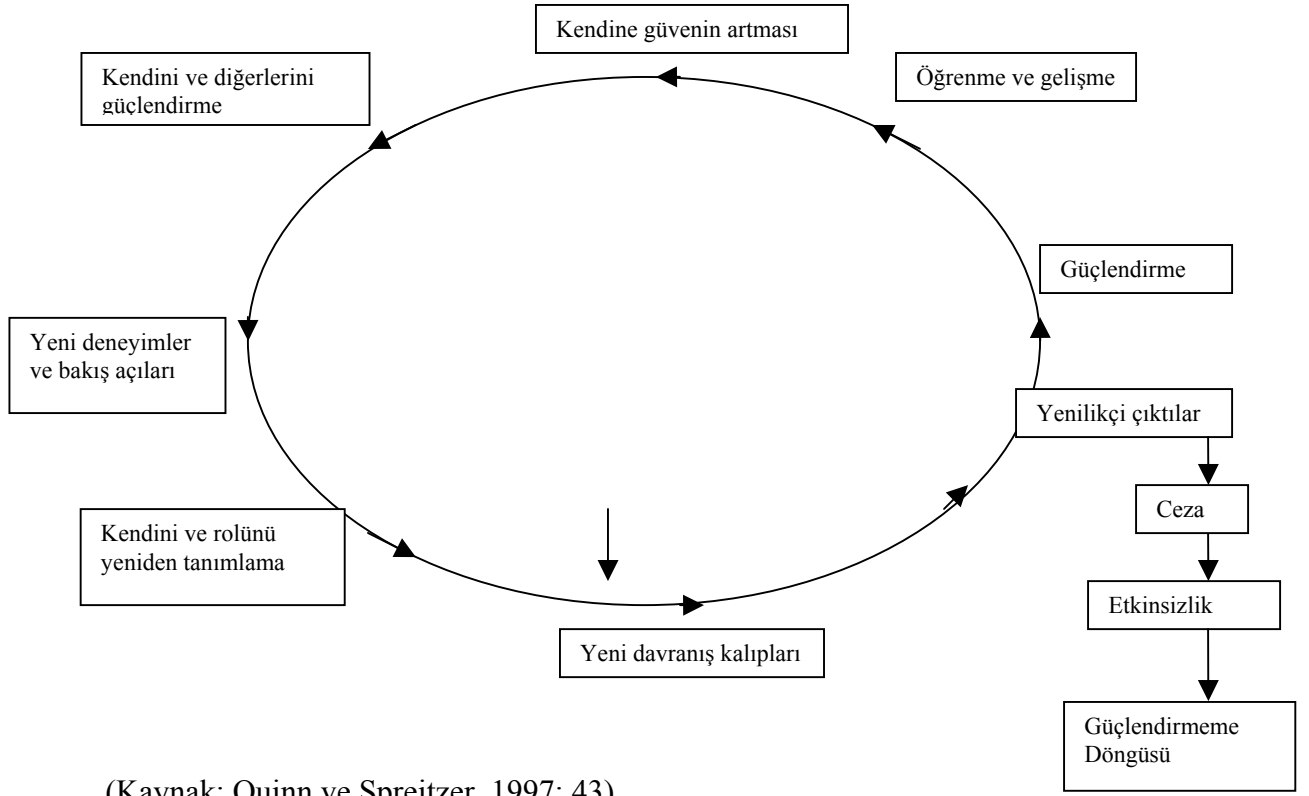 Kendine güvenin artması
Kendini ve diğerlerini
güçlendirme
Öğrenme ve gelişme
Güçlendirme
Yeni deneyimler
ve bakış açıları
Yenilikçi çıktılar
Ceza
Kendini ve rolünü
yeniden tanımlama
Etkinsizlik
Yeni davranış kalıpları
Güçlendirmeme
Döngüsü
(Kaynak: Quinn ve Spreitzer, 1997: 43)